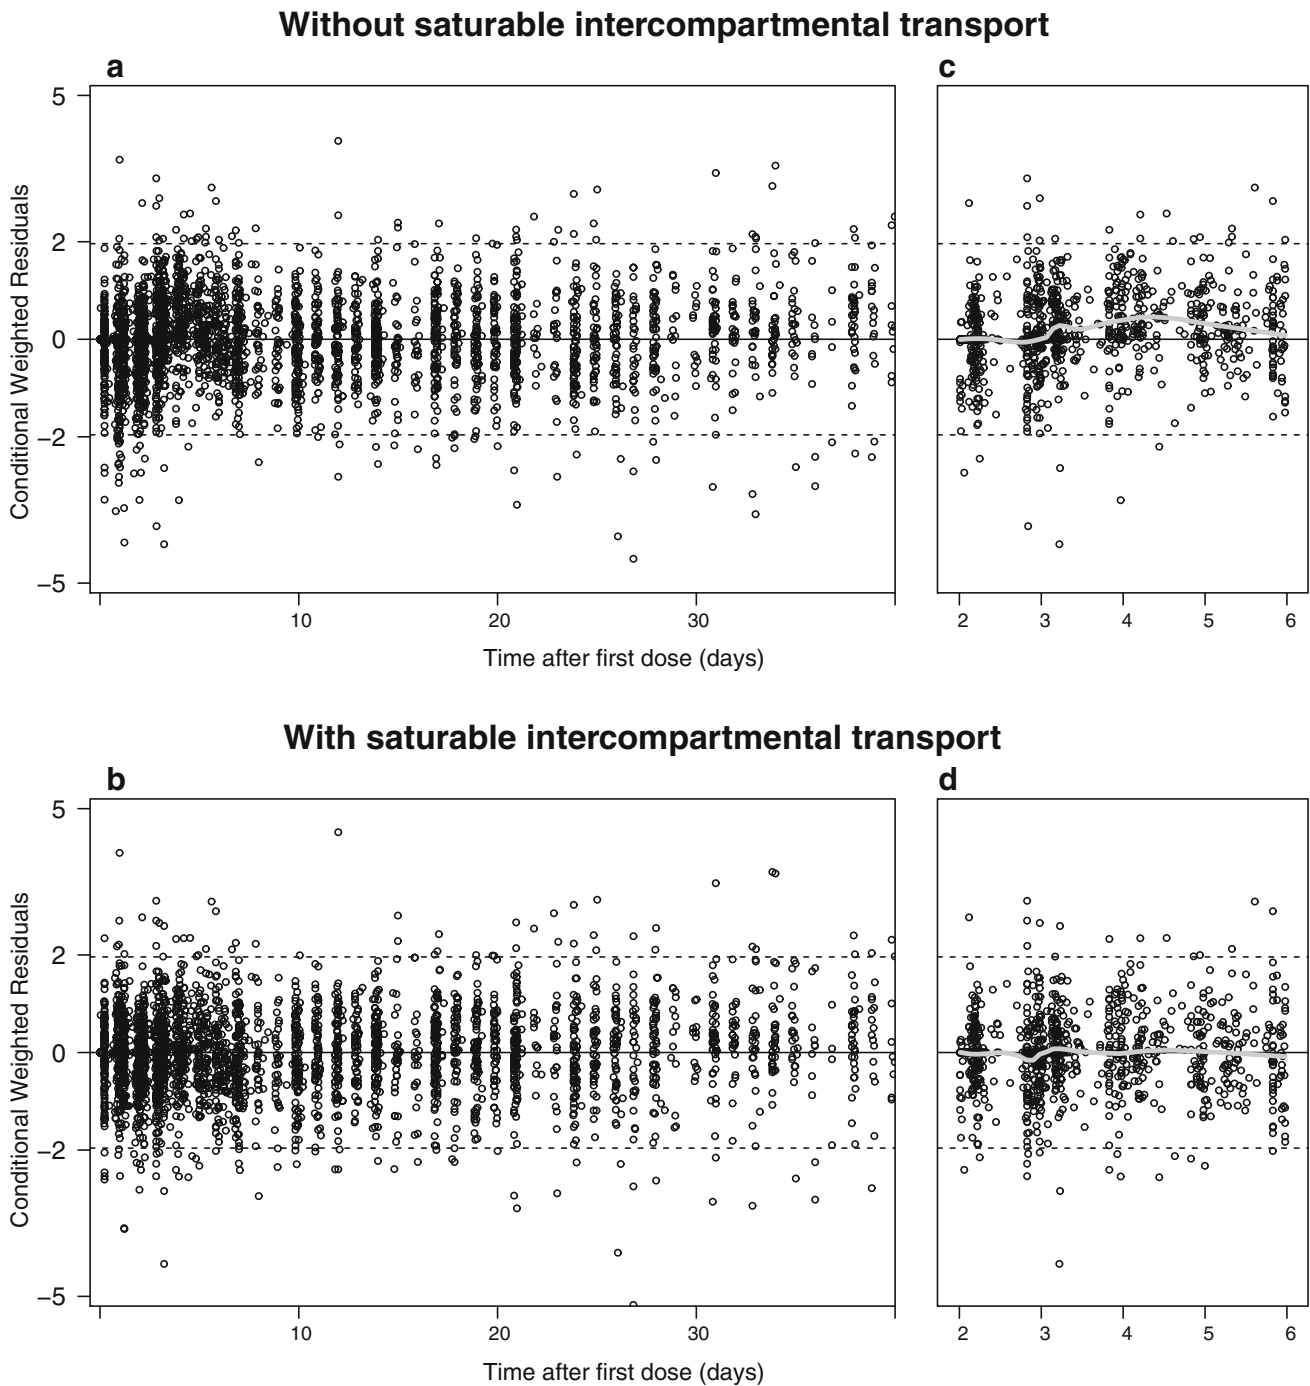 Without saturable intercompartmental transport
a
c
5
2
0
−2
−5
Conditional Weighted Residuals
10
20
30
2
3
4
5
6
Time after first dose (days)
With saturable intercompartmental transport
b
d
5
2
0
−2
−5
Conditional Weighted Residuals
10
20
30
2
3
4
5
6
Time after first dose (days)